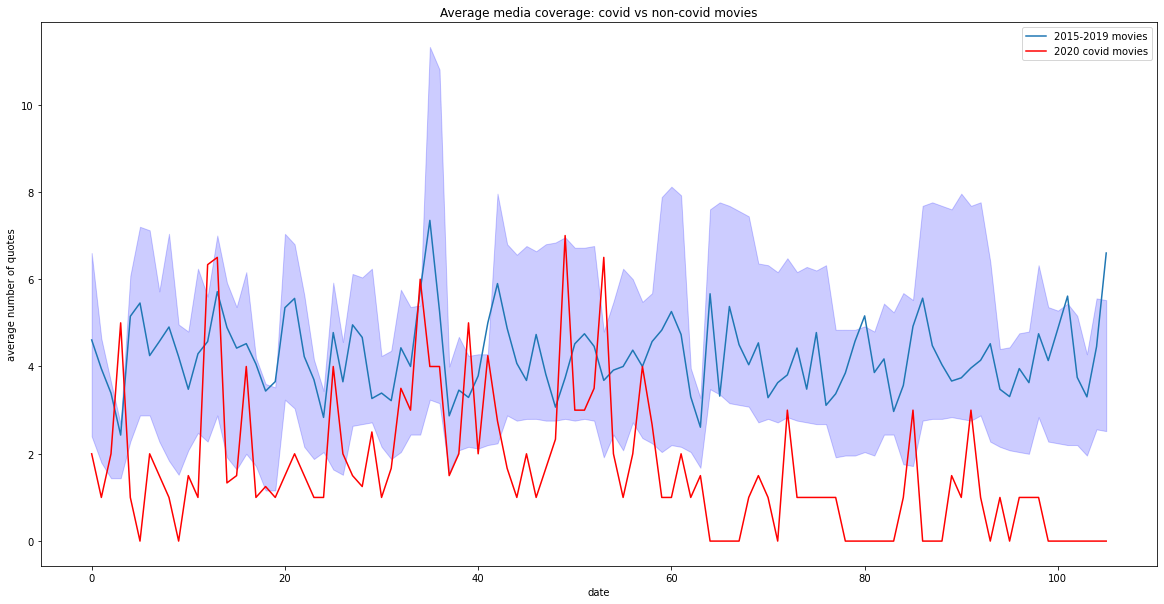 Average media coverage: covid vs non-covid movies
2015-2019 movies
2020 covid movies
average number of quotes
10
8
6
4
2
0
0 20 40 60 80 100
date